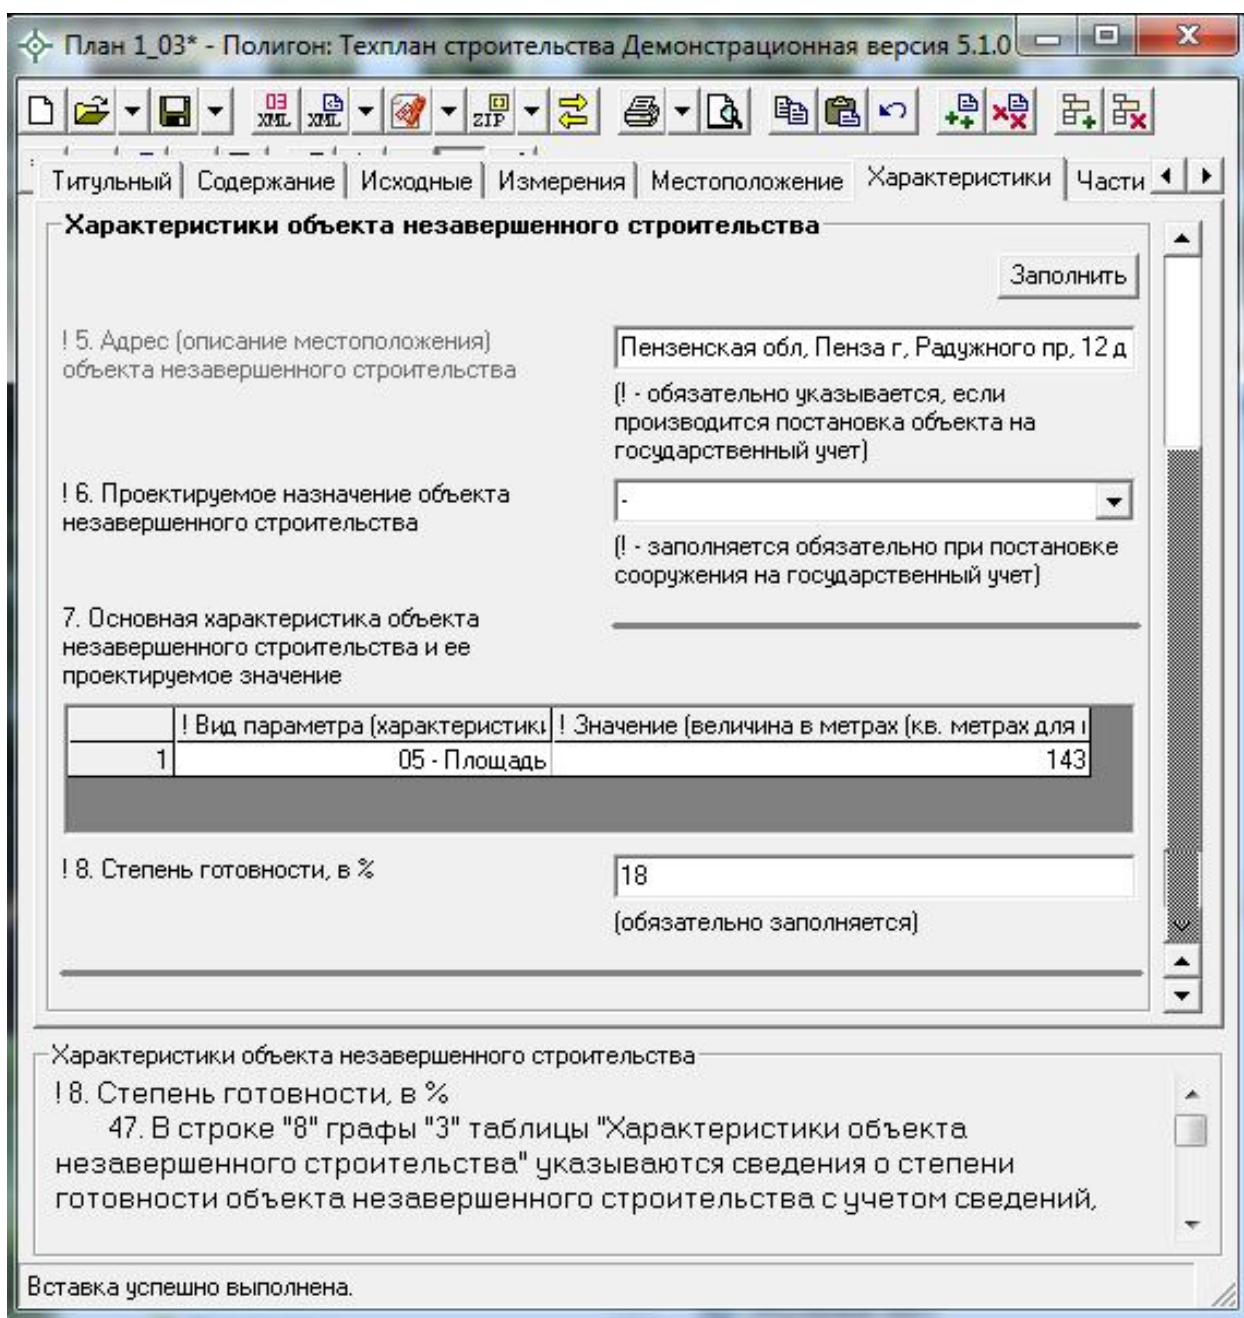 План 1_03* - Полигон: Техплан строительства Демонстрационная версия 5.1.0
03 XML XML ZIP
Титульный Содержание Исходные Измерения Местоположение Характеристики Части
Характеристики объекта незавершенного строительства
Заполнить
! 5. Адрес (описание местоположения)
объекта незавершенного строительства
Пензенская обл, Пенза г, Радужного пр, 12 д
(! - обязательно указывается, если
производится постановка объекта на
государственный учет)
! 6. Проектируемое назначение объекта
незавершенного строительства
-
(! - заполняется обязательно при постановке
сооружения на государственный учет)
7. Основная характеристика объекта
незавершенного строительства и ее
проектируемое значение
! Вид параметра (характеристики ! Значение (величина в метрах (кв. метрах для
1 05 - Площадь 143
! 8. Степень готовности, в %
18
(обязательно заполняется)
Характеристики объекта незавершенного строительства
! 8. Степень готовности, в %
47. В строке "8" графы "3" таблицы "Характеристики объекта
незавершенного строительства" указываются сведения о степени
готовности объекта незавершенного строительства с учетом сведений,
Вставка успешно выполнена.